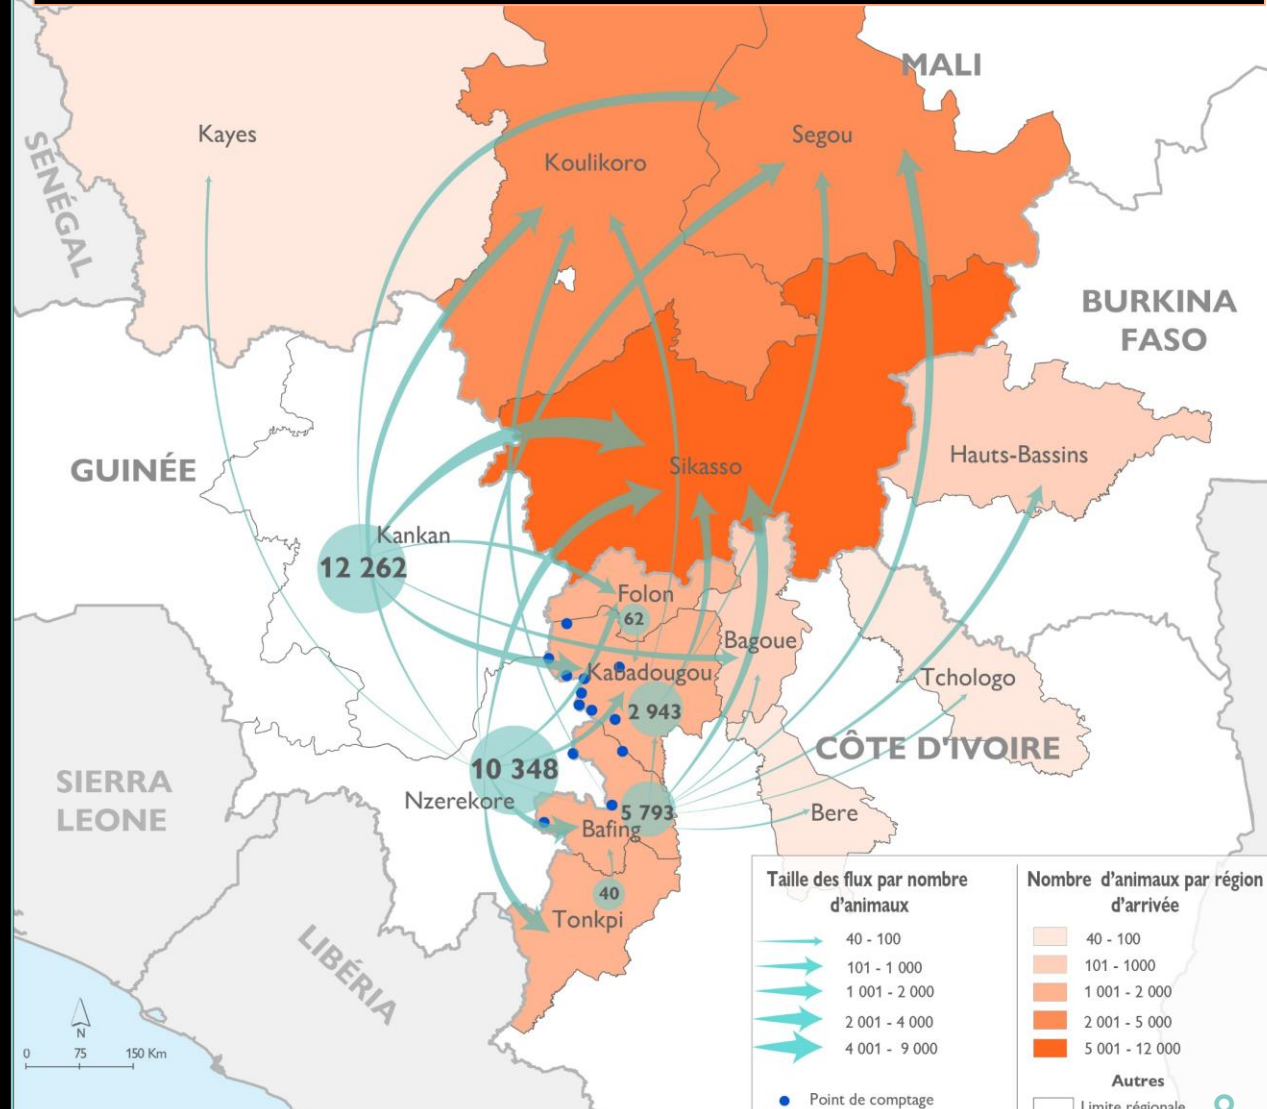 MALI
SÉNÉGAL
Kayes
Koulikoro
Segou
BURKINA
FASO
GUINÉE
Sikasso
Hauts-Bassins
Kankan
12 262
Folon
62
Bagoue
Kabadougou
Tchologo
2 943
CÔTE D'IVOIRE
10 348
SIERRA
LEONE
Nzerekore
5 793
Bafing
Bere
40
Tonkpi
LIBÉRIA
N
0 75 150 Km
Taille des flux par nombre
d'animaux
40 - 100
101 - 1 000
1 001 - 2 000
2 001 - 4 000
4 001 - 9 000
Point de comptage
Nombre d'animaux par région
d'arrivée
40 - 100
101 - 1000
1 001 - 2 000
2 001 - 5 000
5 001 - 12 000
Autres
Limite régionale